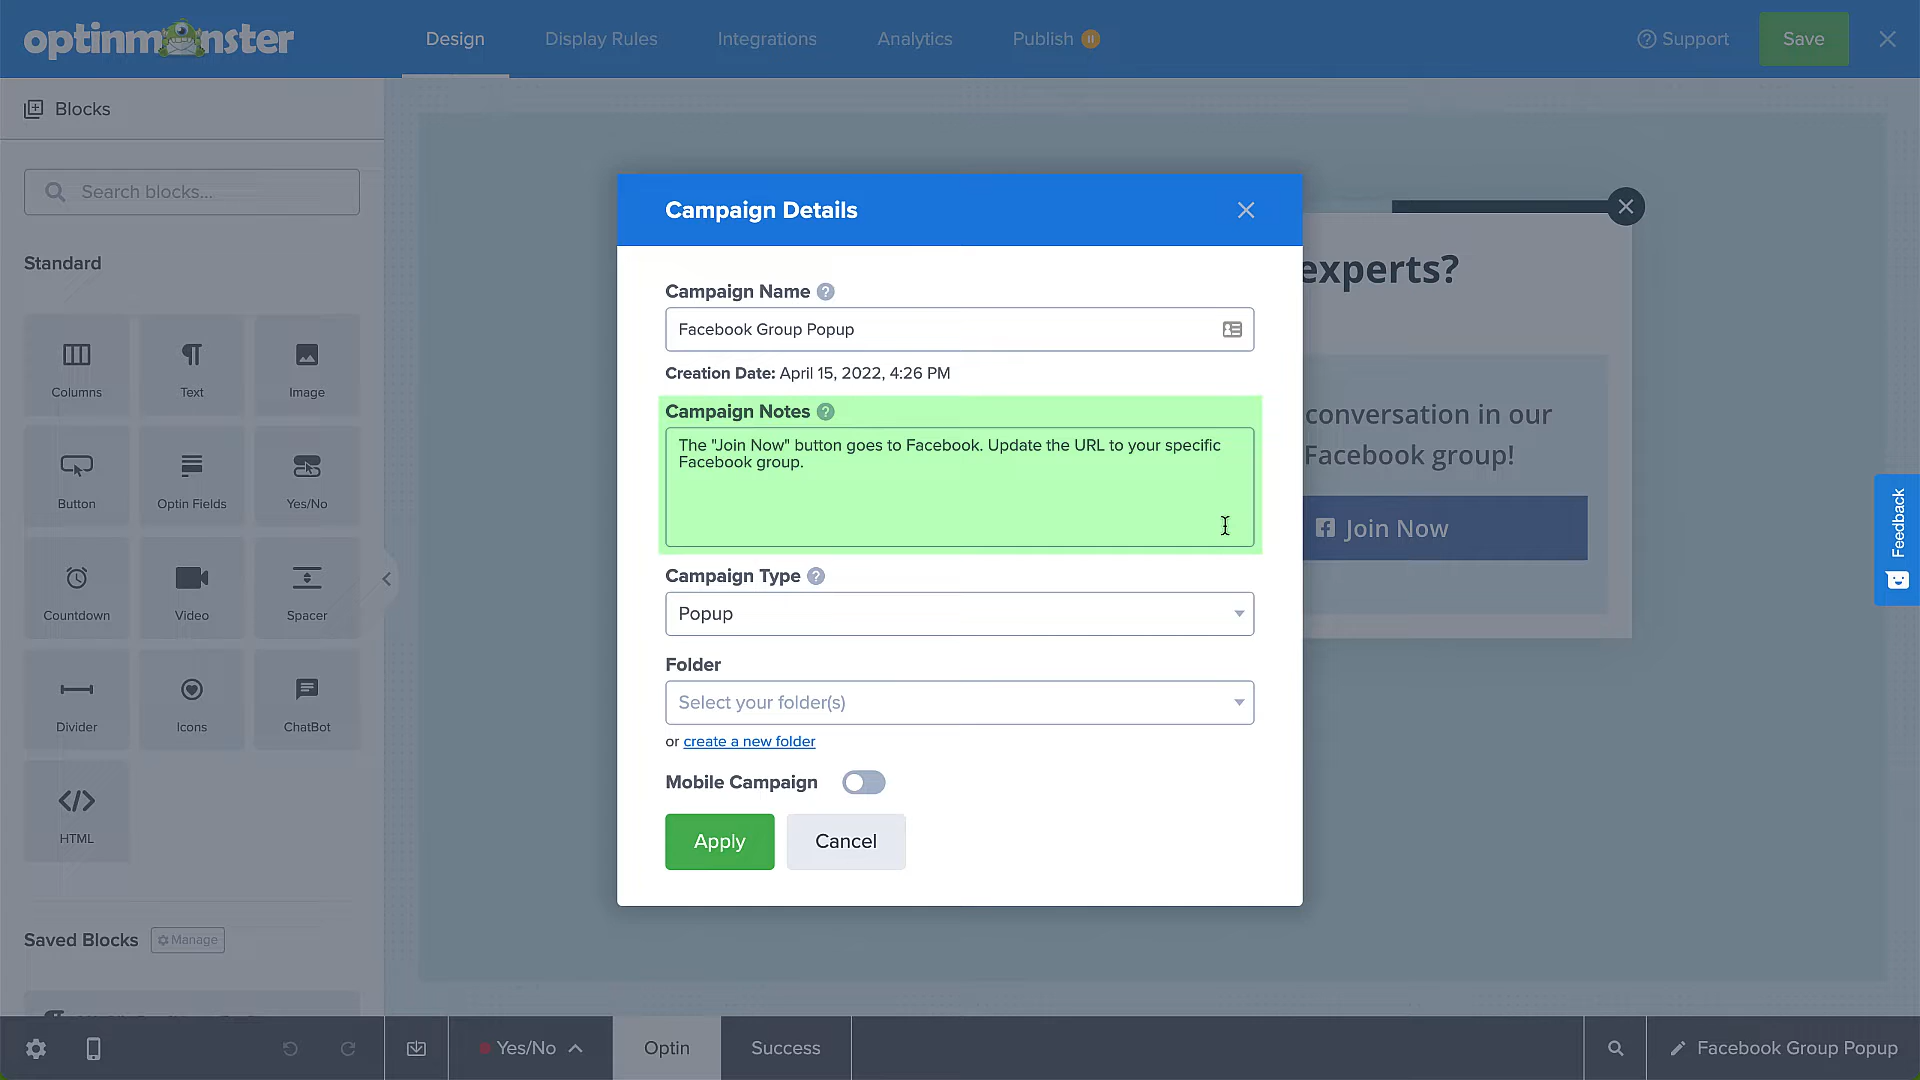 optinmonster
Design
Display Rules
Integrations
Analytics
Publish
Support
Save
Blocks
Search blocks...
Standard
Columns
Text
Image
Button
Optin Fields
Yes/No
Countdown
Video
Spacer
Divider
Icons
ChatBot
HTML
Saved Blocks
Manage
Campaign Details
Campaign Name
Facebook Group Popup
Creation Date: April 15, 2022, 4:26 PM
Campaign Notes
The "Join Now" button goes to Facebook. Update the URL to your specific
Facebook group.
Campaign Type
Popup
Folder
Select your folder(s)
or create a new folder
Mobile Campaign
Apply
Cancel
experts?
conversation in our
Facebook group!
Join Now
Feedback
Yes/No
Optin
Success
Facebook Group Popup